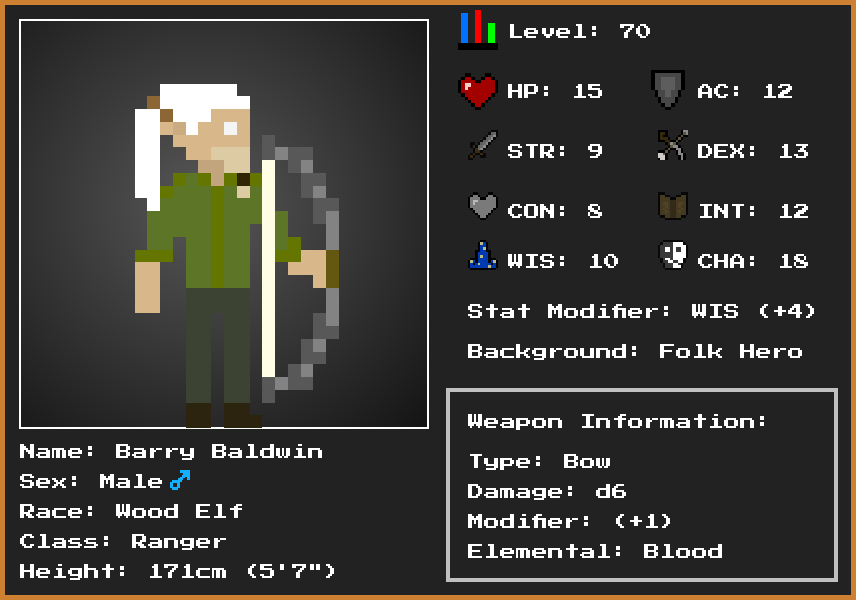 Level: 70
HP: 15 AC: 12
STR: 9 DEX: 13
CON: 8 INT: 12
WIS: 10 CHA: 18
Stat Modifier: WIS (+4)
Background: Folk Hero
Weapon Information:
Type: Bow
Damage: d6
Modifier: (+1)
Elemental: Blood
Name: Barry Baldwin
Sex: Male♂
Race: Wood Elf
Class: Ranger
Height: 171cm (5'7")